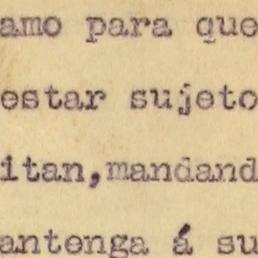 amo para que
estar sujeto
itan,mandand
antenga á su